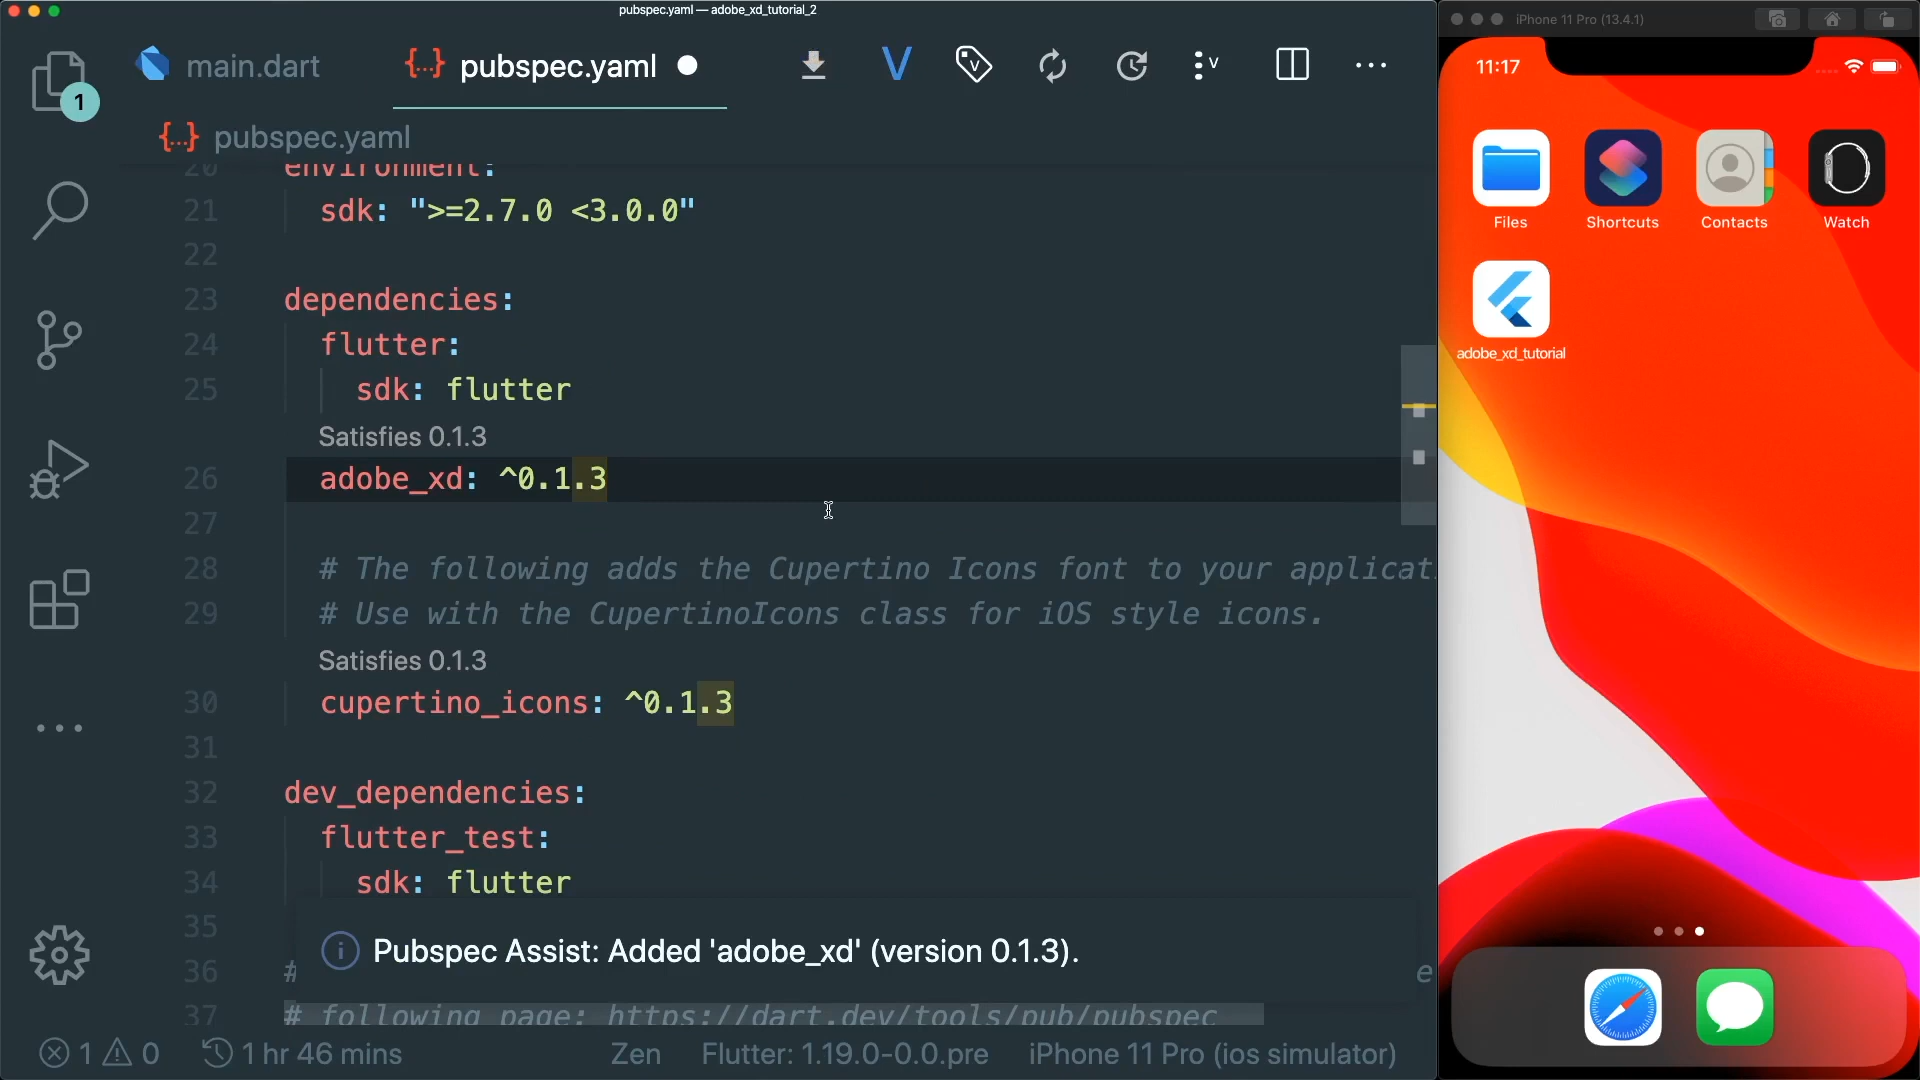 pubspec.yaml — adobe_xd_tutorial_2
main.dart
{...} pubspec.yaml
{...} pubspec.yaml
1
20 environment:
21 sdk: ">=2.7.0 <3.0.0"
22
23 dependencies:
24 flutter:
25 sdk: flutter
Satisfies 0.1.3
26 adobe_xd: ^0.1.3
27
28 # The following adds the Cupertino Icons font to your applicat
29 # Use with the CupertinoIcons class for iOS style icons.
Satisfies 0.1.3
30 cupertino_icons: ^0.1.3
31
32 dev_dependencies:
33 flutter_test:
34 sdk: flutter
35
36 #
e
37 # following page: https://dart.dev/tools/pub/pubspec
Pubspec Assist: Added 'adobe_xd' (version 0.1.3).
1 0 1 hr 46 mins Zen Flutter: 1.19.0-0.0.pre iPhone 11 Pro (ios simulator)
iPhone 11 Pro (13.4.1)
11:17
Files Shortcuts Contacts Watch
adobe_xd_tutorial